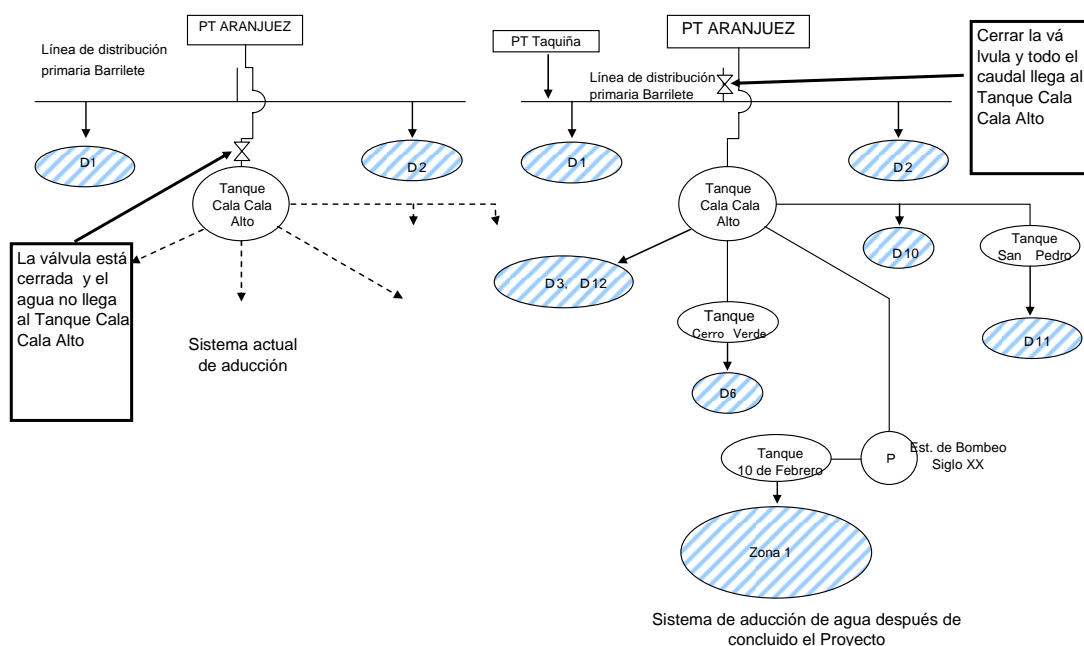 PT ARANJUEZ
Línea de distribución
primaria Barrilete
D1
D2
Tanque
Cala Cala
Alto
La válvula está
cerrada y el
agua no llega
al Tanque Cala
Cala Alto
Sistema actual
de aducción
PT Taquiña
PT ARANJUEZ
Línea de distribución
primaria Barrilete
Cerrar la vá
lvula y todo el
caudal llega al
Tanque Cala
Cala Alto
D1
D2
Tanque
Cala Cala
Alto
D10
Tanque
San Pedro
D3, D12
Tanque
Cerro Verde
D11
D6
Tanque
10 de Febrero
P
Est. de Bombeo
Siglo XX
Zona 1
Sistema de aducción de agua después de
concluido el Proyecto